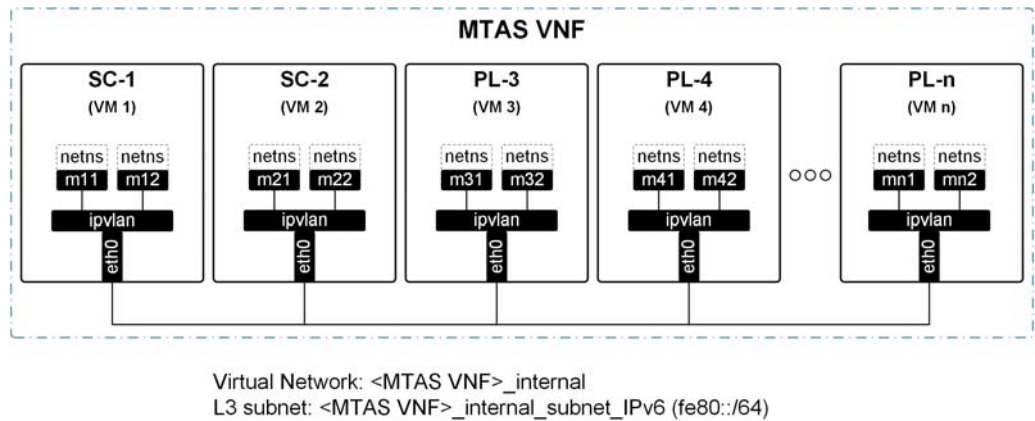 MTAS VNF
SC-1 SC-2 PL-3 PL-4 PL-n
(VM 1) (VM 2) (VM 3) (VM 4) (VM n)
netns netns netns netns netns netns netns netns netns netns
m11 m12 m21 m22 m31 m32 m41 m42 mn1 mn2
ipvlan ipvlan ipvlan ipvlan ipvlan
eth0 eth0 eth0 eth0 eth0
Virtual Network: <MTAS VNF>_internal
L3 subnet: <MTAS VNF>_internal_subnet_IPv6 (fe80::/64)